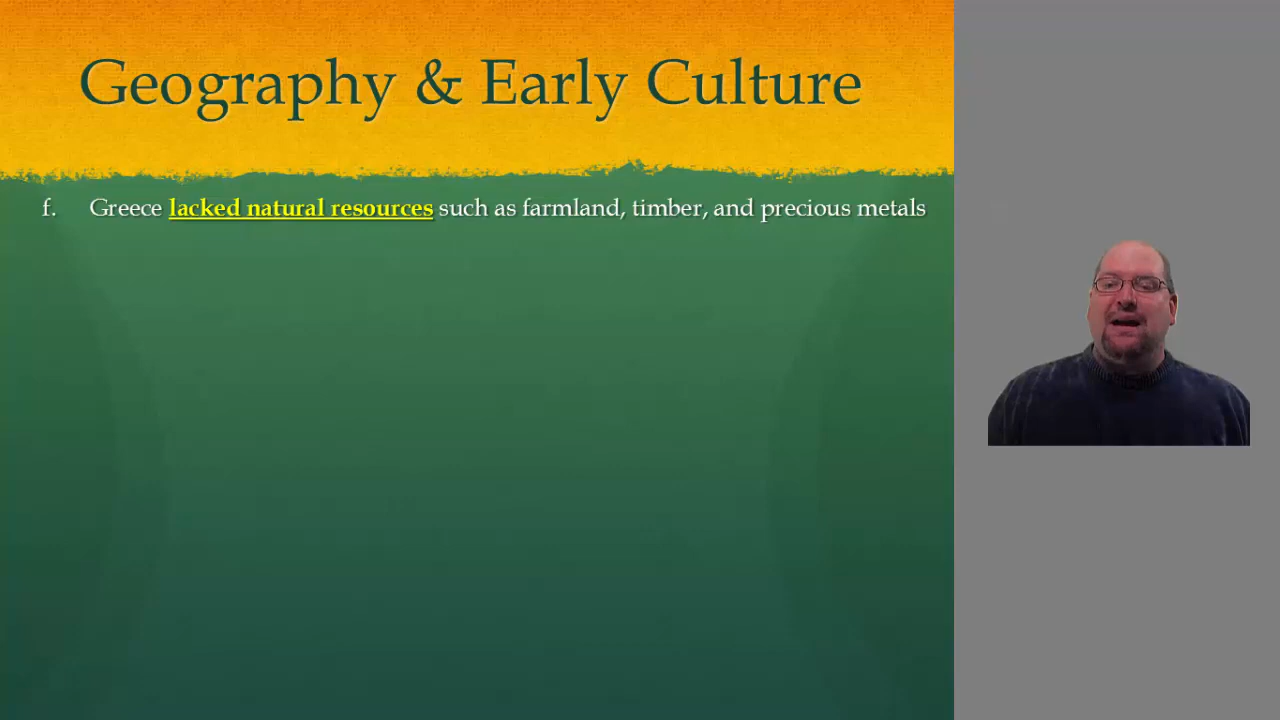 Geography & Early Culture
f. Greece lacked natural resources such as farmland, timber, and precious metals